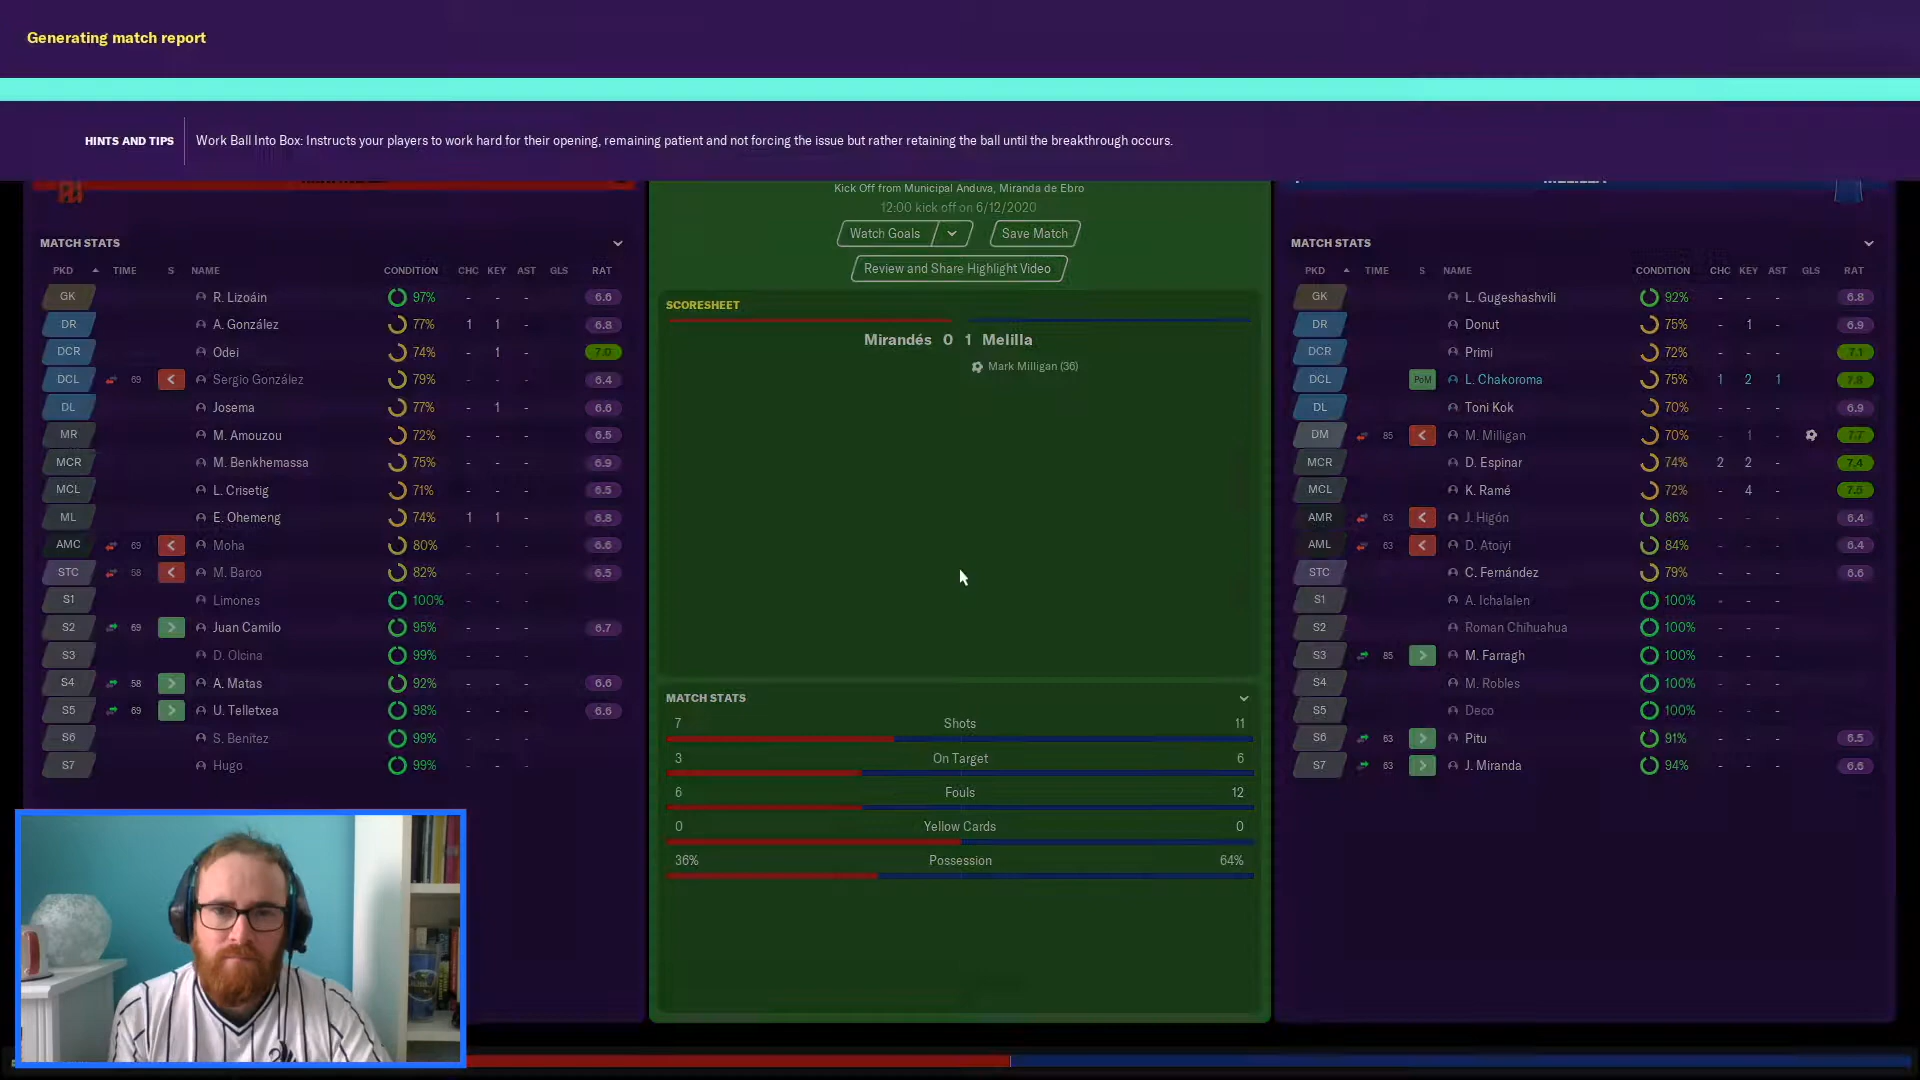 Generating match report
HINTS AND TIPS Work Ball Into Box: Instructs your players to work hard for their opening, remaining patient and not forcing the issue but rather retaining the ball until the breakthrough occurs.
Kick Off from Municipal Anduva, Miranda de Ebro
12:00 kick off on 6/12/2020
Watch Goals Save Match
Review and Share Highlight Video
MATCH STATS
PKD TIME S NAME CONDITION CHC KEY AST GLS RAT
GK R. Lizoáin 97% - - - 6.6
DR A. González 77% 1 1 - 6.8
DCR Odei 74% - 1 - 7.0
DCL 69 < Sergio González 79% - - - 6.4
DL Josema 77% - 1 - 6.6
MR M. Amouzou 72% - - - 6.5
MCR M. Benkhemassa 75% - - - 6.9
MCL L. Crisetig 71% - - - 6.5
ML E. Ohemeng 74% 1 1 - 6.8
AMC 69 < Moha 80% - - - 6.6
STC 58 < M. Barco 82% - - - 6.5
S1 Limones 100% - - -
S2 69 > Juan Camilo 95% - - - 6.7
S3 D. Olcina 99% - - -
S4 58 > A. Matas 92% - - - 6.6
S5 69 > U. Telletxea 98% - - - 6.6
S6 S. Benítez 99% - - -
S7 Hugo 99% - - -
SCORESHEET
Mirandés 0 1 Melilla
Mark Milligan (36)
MATCH STATS
7 Shots 11
3 On Target 6
6 Fouls 12
0 Yellow Cards 0
36% Possession 64%
MATCH STATS
PKD TIME S NAME CONDITION CHC KEY AST GLS RAT
GK L. Gugeshashvili 92% - - - 6.8
DR Donut 75% - 1 - 6.9
DCR Primi 72% - - - 7.1
DCL PoM L. Chakoroma 75% 1 2 1 7.8
DL Toni Kok 70% - - - 6.9
DM 85 < M. Milligan 70% - 1 - 7.7
MCR D. Espinar 74% 2 2 - 7.4
MCL K. Ramé 72% - 4 - 7.5
AMR 63 < J. Higón 86% - - - 6.4
AML 63 < D. Atoiyi 84% - - - 6.4
STC C. Fernández 79% - - - 6.6
S1 A. Ichalalen 100% - - -
S2 Roman Chihuahua 100% - - -
S3 85 > M. Farragh 100% - - -
S4 M. Robles 100% - - -
S5 Deco 100% - - -
S6 63 > Pitu 91% - - - 6.5
S7 63 > J. Miranda 94% - - - 6.6